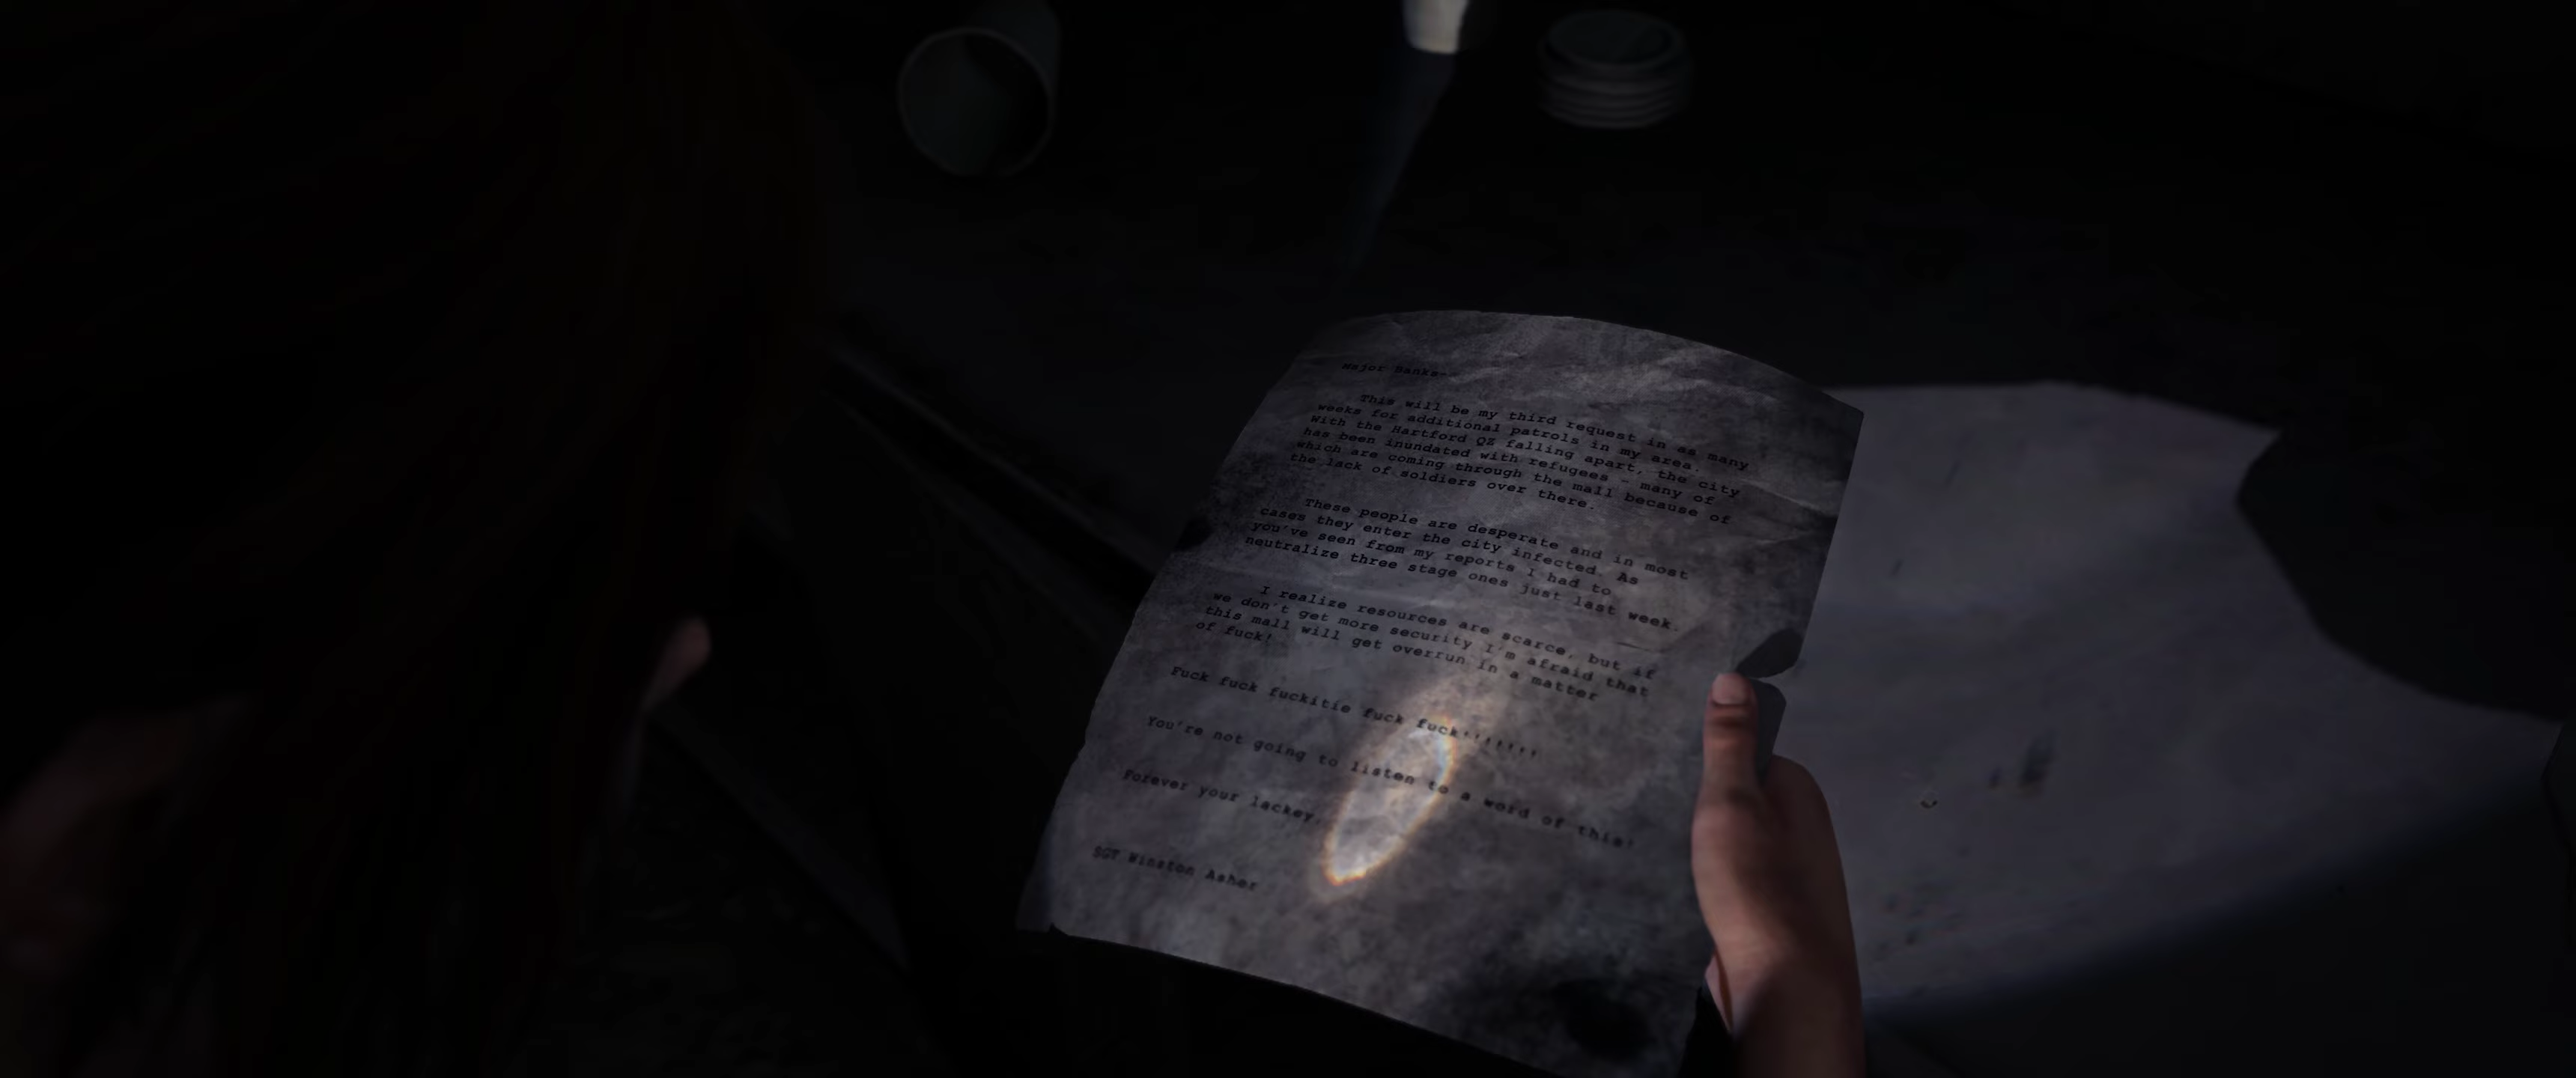 Major Banks-
This will be my third request in as many
weeks for additional patrols in my area.
With the Hartford QZ falling apart, the city
has been inundated with refugees - many of
which are coming through the mall because of
the lack of soldiers over there.
These people are desperate and in most
cases they enter the city infected. As
you've seen from my reports I had to
neutralize three stage ones just last week.
I realize resources are scarce, but if
we don't get more security I'm afraid that
this mall will get overrun in a matter
of fuck!
Fuck fuck fuckitie fuck fuck!!!!!!!
You're not going to listen to a word of this!
Forever your lackey,
SGT Winston Asher